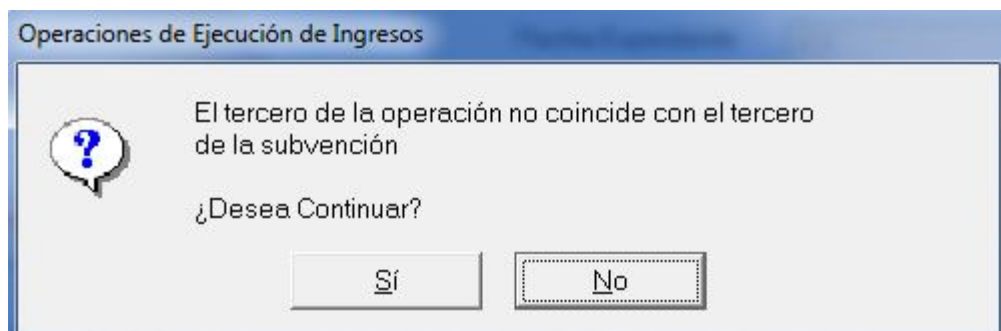 Operaciones de Ejecución de Ingresos
El tercero de la operación no coincide con el tercero
de la subvención
¿Desea Continuar?
Sí
No